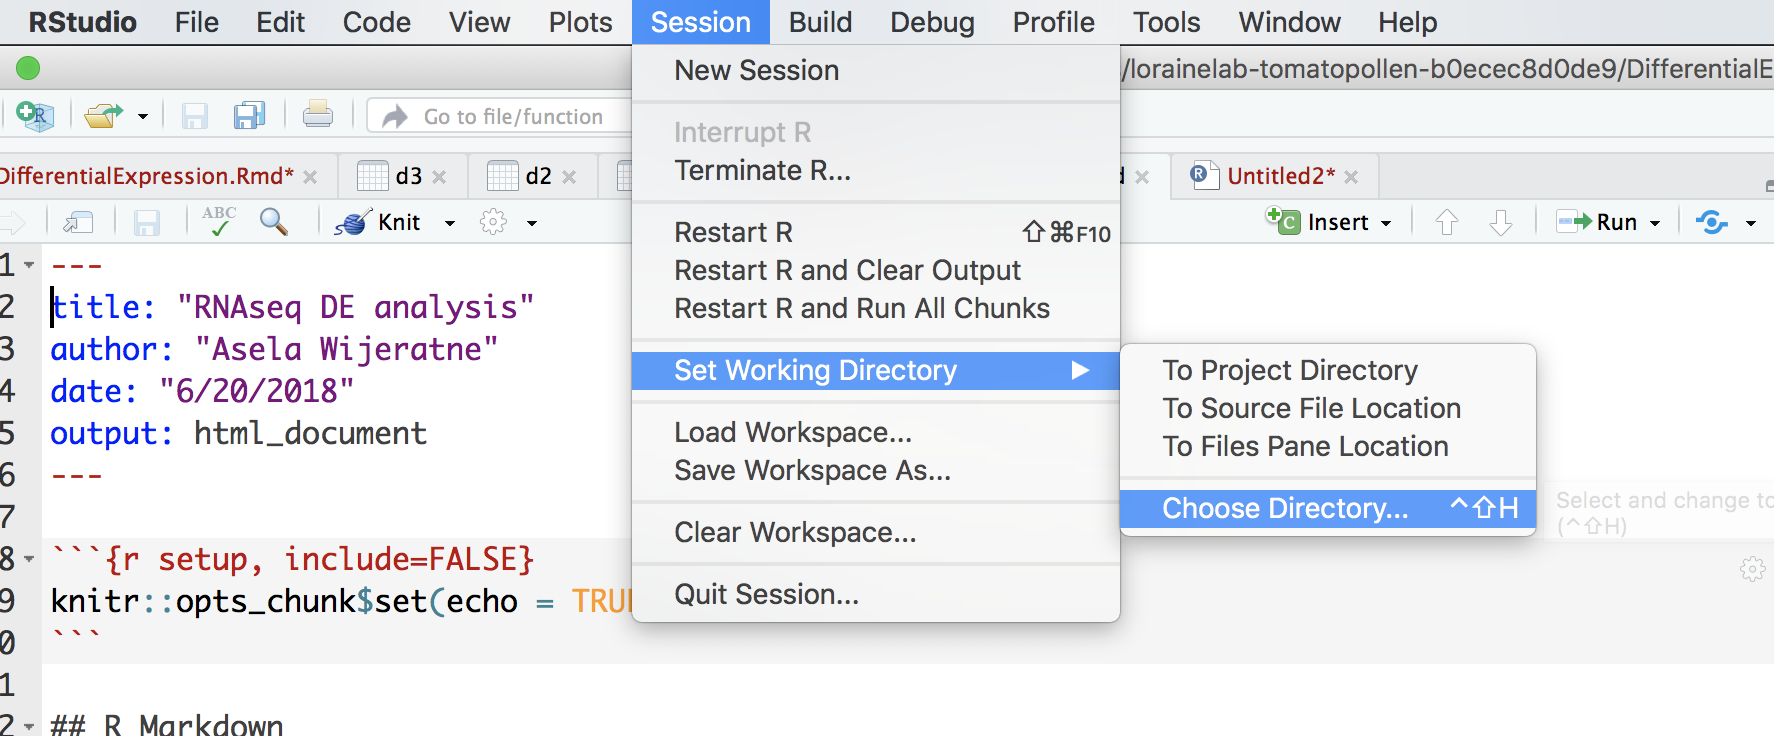 RStudio File Edit Code View Plots Session Build Debug Profile Tools Window Help
/lorainelab-tomatopollen-b0ecec8d0de9/DifferentialE
Go to file/function
DifferentialExpression.Rmd* d3 d2 Untitled2*
ABC Knit Insert Run
New Session
Interrupt R
Terminate R...
Restart R ⇧⌘F10
Restart R and Clear Output
Restart R and Run All Chunks
Set Working Directory ▶
Load Workspace...
Save Workspace As...
Clear Workspace...
Quit Session...
To Project Directory
To Source File Location
To Files Pane Location
Choose Directory... ^⇧H
Select and change to
(^⇧H)
1 ---
2 title: "RNAseq DE analysis"
3 author: "Asela Wijeratne"
4 date: "6/20/2018"
5 output: html_document
6 ---
7
8 ```{r setup, include=FALSE}
9 knitr::opts_chunk$set(echo = TRU
0 ```
1
2 ## R Markdown